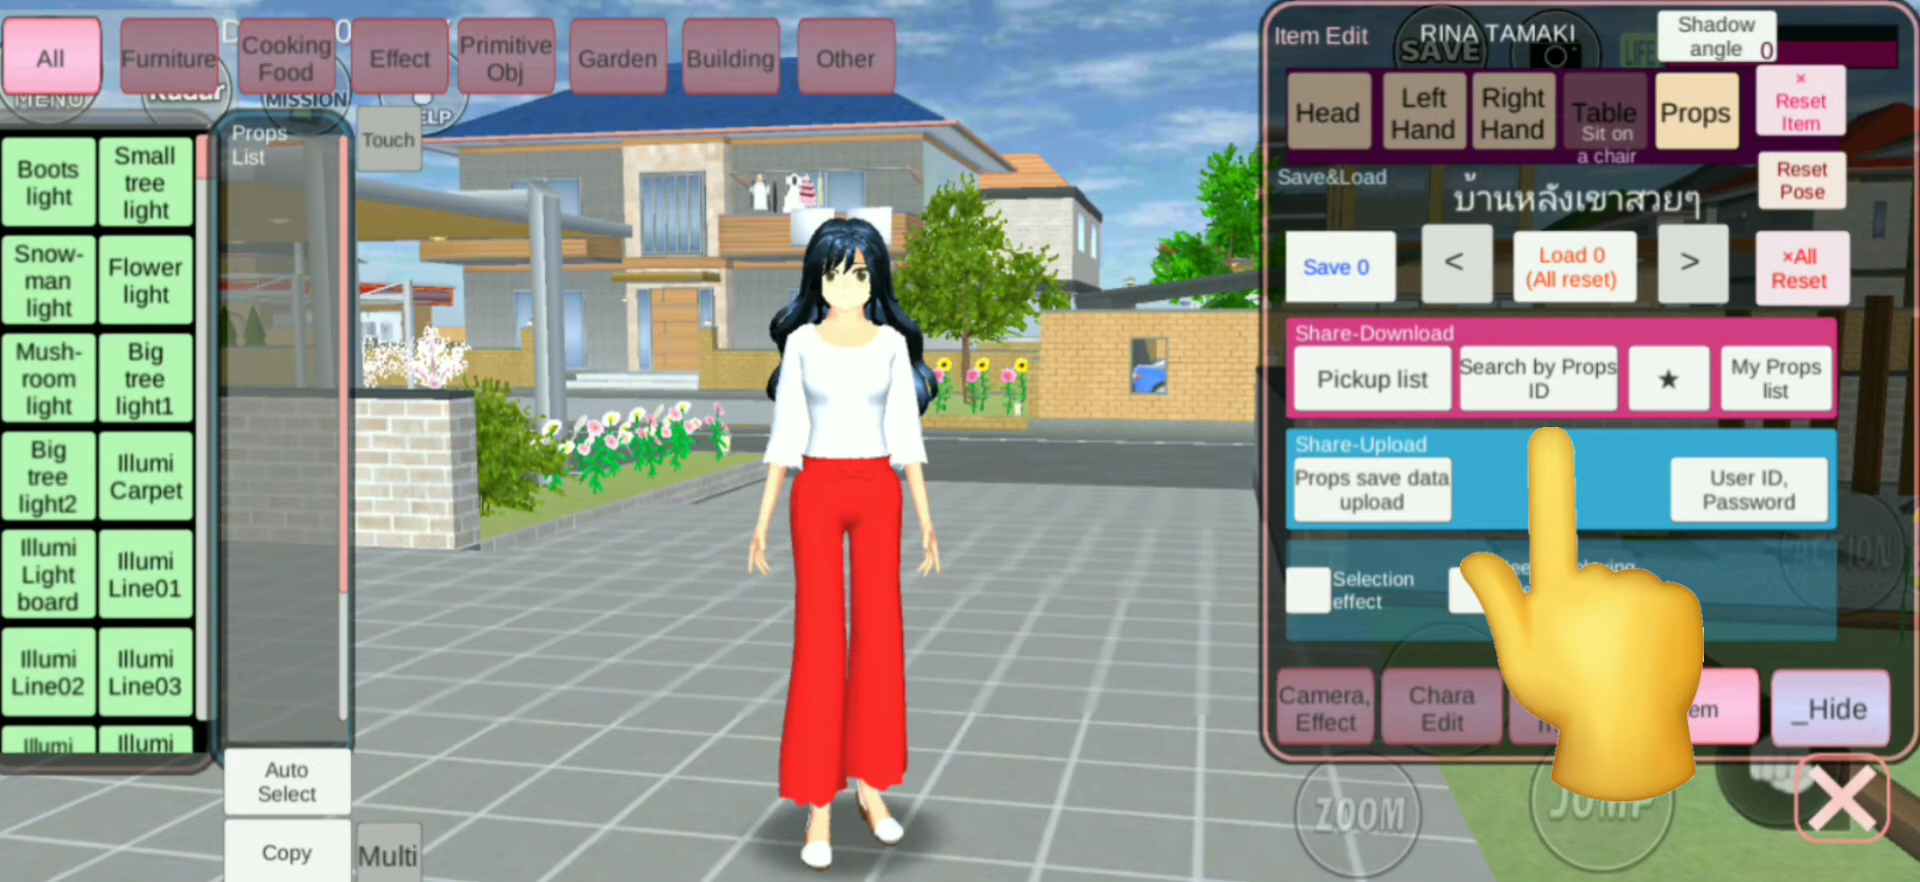 All
Furniture
Cooking
Food
Effect
Primitive
Obj
Garden
Building
Other
MENU
Radar
MISSION
Touch
Props
List
Boots
light
Small
tree
light
Snow-
man
light
Flower
light
Mush-
room
light
Big
tree
light1
Big
tree
light2
Illumi
Carpet
Illumi
Light
board
Illumi
Line01
Illumi
Line02
Illumi
Line03
Illumi
Illumi
Auto
Select
Copy
Multi
Item Edit
RINA TAMAKI
SAVE
LIFE
Shadow
angle 0
Head
Left
Hand
Right
Hand
Table
Sit on
a chair
Props
×
Reset
Item
Reset
Pose
Save&Load
บ้านหลังเขาสวยๆ
Save 0
<
Load 0
(All reset)
>
×All
Reset
Share-Download
Pickup list
Search by Props
ID
★
My Props
list
Share-Upload
Props save data
upload
User ID,
Password
Selection
effect
ACTION
Camera,
Effect
Chara
Edit
_Hide
ZOOM
JUMP